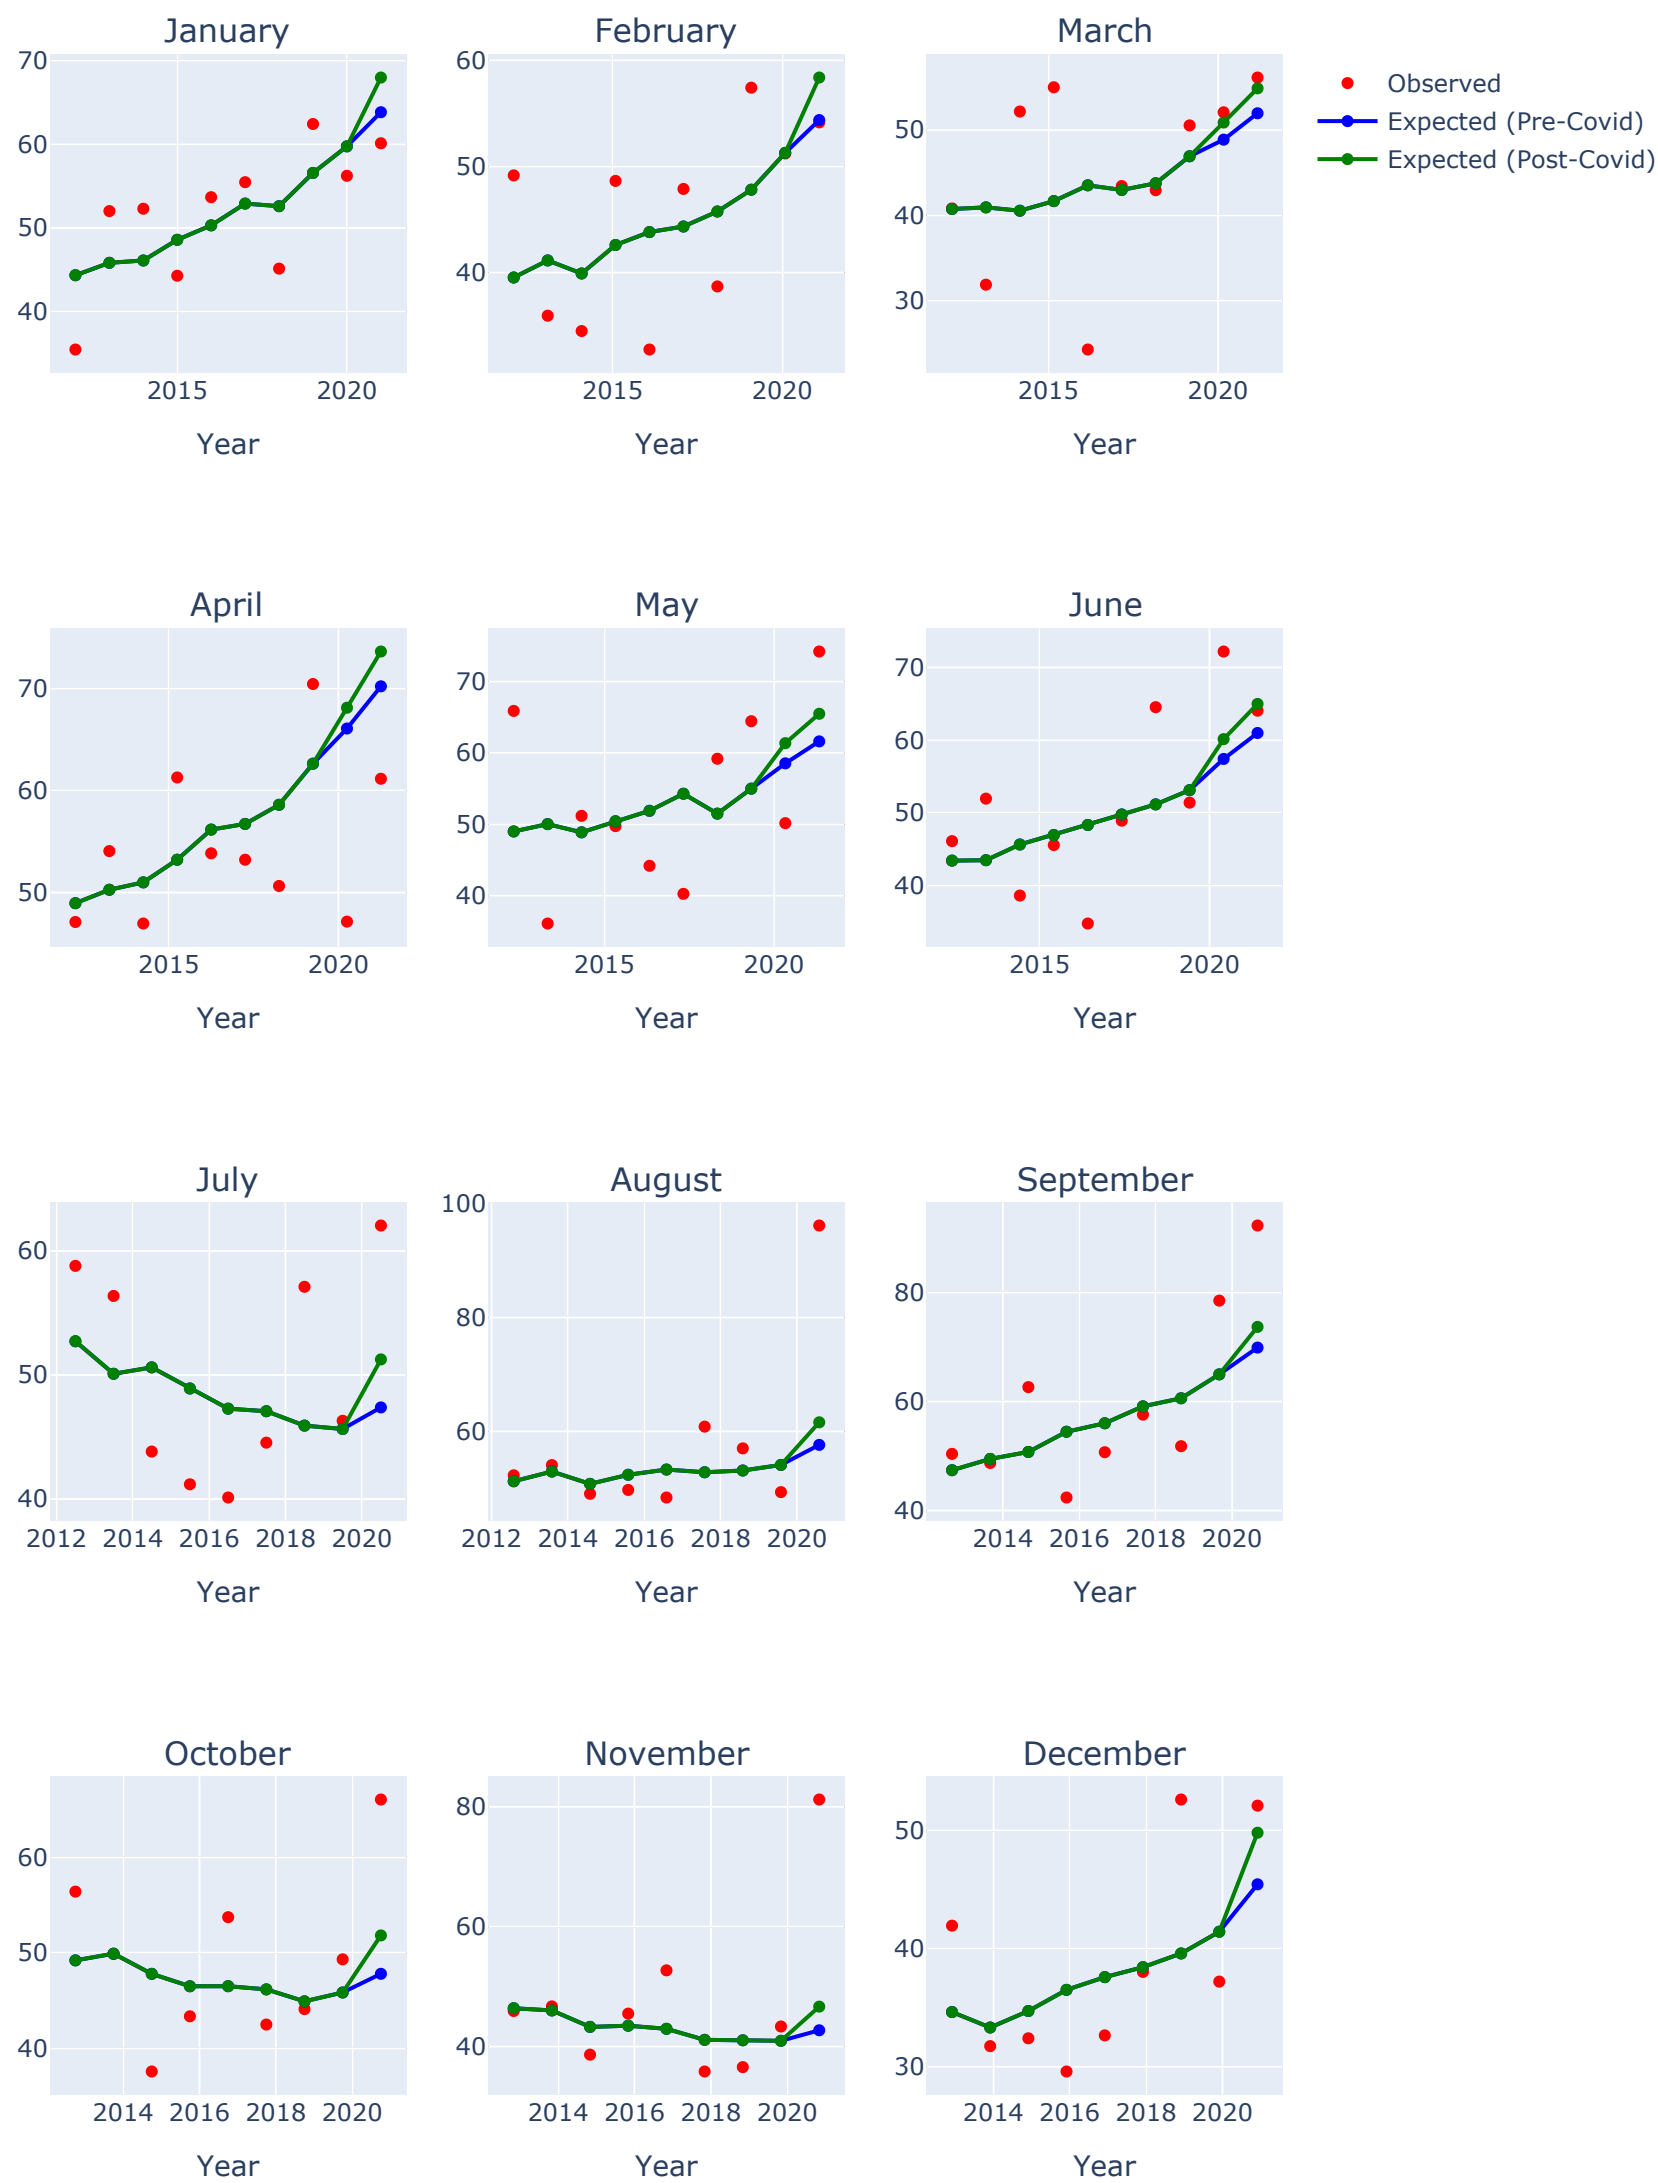 January
February
March
70
60
50
40
2015
2020
Year
60
50
40
2015
2020
Year
50
40
30
2015
2020
Year
Observed
Expected (Pre-Covid)
Expected (Post-Covid)
April
May
June
70
60
50
2015
2020
Year
70
60
50
40
2015
2020
Year
70
60
50
40
2015
2020
Year
July
August
September
60
50
40
2012
2014
2016
2018
2020
Year
100
80
60
2012
2014
2016
2018
2020
Year
80
60
40
2014
2016
2018
2020
Year
October
November
December
60
50
40
2014
2016
2018
2020
Year
80
60
40
2014
2016
2018
2020
Year
50
40
30
2014
2016
2018
2020
Year